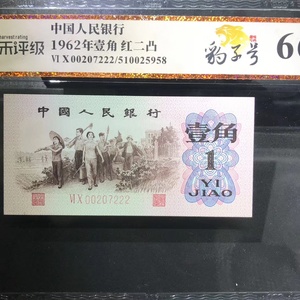 乐评级
中国人民银行
1962年壹角 红二凸
VI X 00207222/510025958
豹子号
66
中國人民銀行
壹角
1
YI
JIAO
VI X 00207222